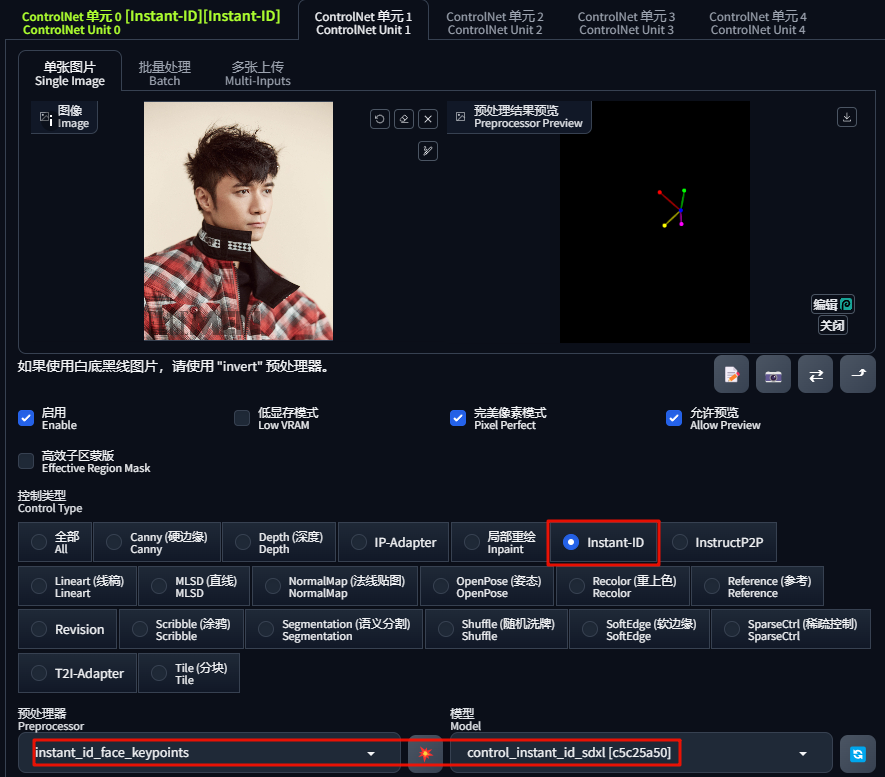 ControlNet 单元 0 [Instant-ID][Instant-ID]
ControlNet Unit 0
ControlNet 单元 1
ControlNet Unit 1
ControlNet 单元 2
ControlNet Unit 2
ControlNet 单元 3
ControlNet Unit 3
ControlNet 单元 4
ControlNet Unit 4
单张图片
Single Image
批量处理
Batch
多张上传
Multi-Inputs
图像
Image
预处理结果预览
Preprocessor Preview
编辑
关闭
如果使用白底黑线图片，请使用 "invert" 预处理器。
启用
Enable
低显存模式
Low VRAM
完美像素模式
Pixel Perfect
允许预览
Allow Preview
高效子区蒙版
Effective Region Mask
控制类型
Control Type
全部
All
Canny (硬边缘)
Canny
Depth (深度)
Depth
IP-Adapter
局部重绘
Inpaint
Instant-ID
InstructP2P
Lineart (线稿)
Lineart
MLSD (直线)
MLSD
NormalMap (法线贴图)
NormalMap
OpenPose (姿态)
OpenPose
Recolor (重上色)
Recolor
Reference (参考)
Reference
Revision
Scribble (涂鸦)
Scribble
Segmentation (语义分割)
Segmentation
Shuffle (随机洗牌)
Shuffle
SoftEdge (软边缘)
SoftEdge
SparseCtrl (稀疏控制)
SparseCtrl
T2I-Adapter
Tile (分块)
Tile
预处理器
Preprocessor
模型
Model
instant_id_face_keypoints
control_instant_id_sdxl [c5c25a50]